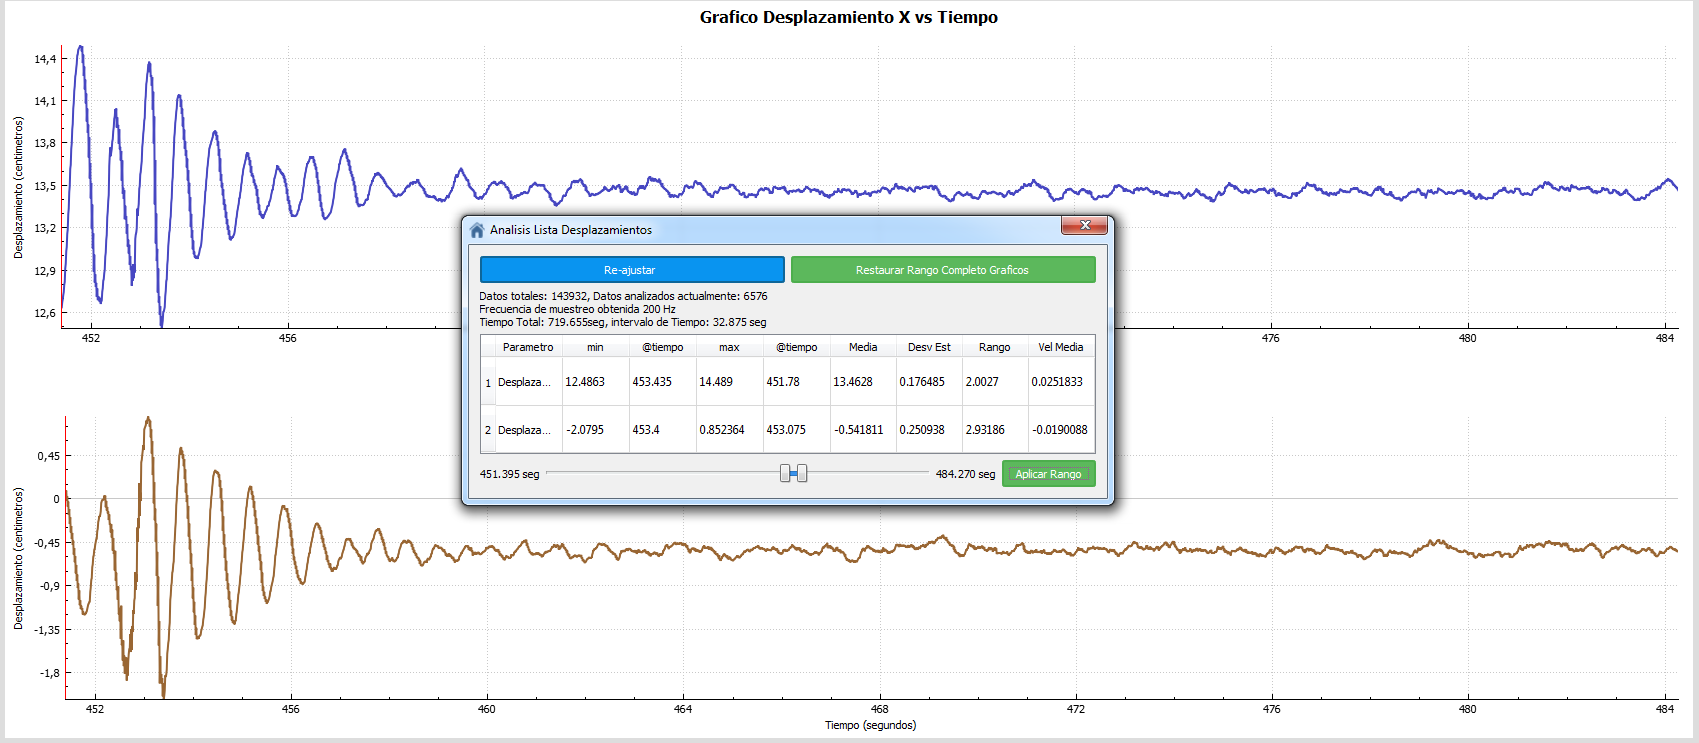 Grafico Desplazamiento X vs Tiempo
Desplazamiento (centimetros)
14,4
14,1
13,8
13,5
13,2
12,9
12,6
452
456
476
480
484
Analisis Lista Desplazamientos
Re-ajustar
Restaurar Rango Completo Graficos
Datos totales: 143932, Datos analizados actualmente: 6576
Frecuencia de muestreo obtenida 200 Hz
Tiempo Total: 719.655seg, intervalo de Tiempo: 32.875 seg
Parametro min @tiempo max @tiempo Media Desv Est Rango Vel Media
1 Desplaza... 12.4863 453.435 14.489 451.78 13.4628 0.176485 2.0027 0.0251833
2 Desplaza... -2.0795 453.4 0.852364 453.075 -0.541811 0.250938 2.93186 -0.0190088
451.395 seg
484.270 seg
Aplicar Rango
Desplazamiento (centimetros)
0,45
0
-0,45
-0,9
-1,35
-1,8
452
456
460
464
468
472
476
480
484
Tiempo (segundos)